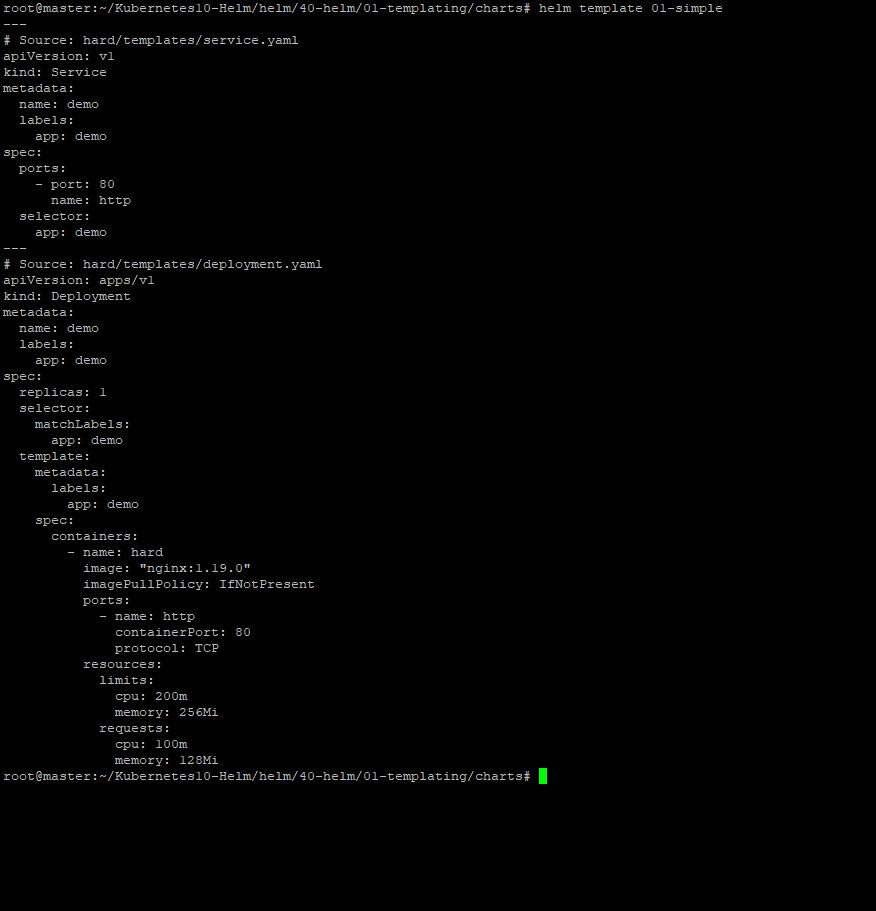 root@master:~/Kubernetes10-Helm/helm/40-helm/01-templating/charts# helm template 01-simple
---
# Source: hard/templates/service.yaml
apiVersion: v1
kind: Service
metadata:
  name: demo
  labels:
    app: demo
spec:
  ports:
    - port: 80
      name: http
  selector:
    app: demo
---
# Source: hard/templates/deployment.yaml
apiVersion: apps/v1
kind: Deployment
metadata:
  name: demo
  labels:
    app: demo
spec:
  replicas: 1
  selector:
    matchLabels:
      app: demo
  template:
    metadata:
      labels:
        app: demo
    spec:
      containers:
        - name: hard
          image: "nginx:1.19.0"
          imagePullPolicy: IfNotPresent
          ports:
            - name: http
              containerPort: 80
              protocol: TCP
          resources:
            limits:
              cpu: 200m
              memory: 256Mi
            requests:
              cpu: 100m
              memory: 128Mi
root@master:~/Kubernetes10-Helm/helm/40-helm/01-templating/charts#